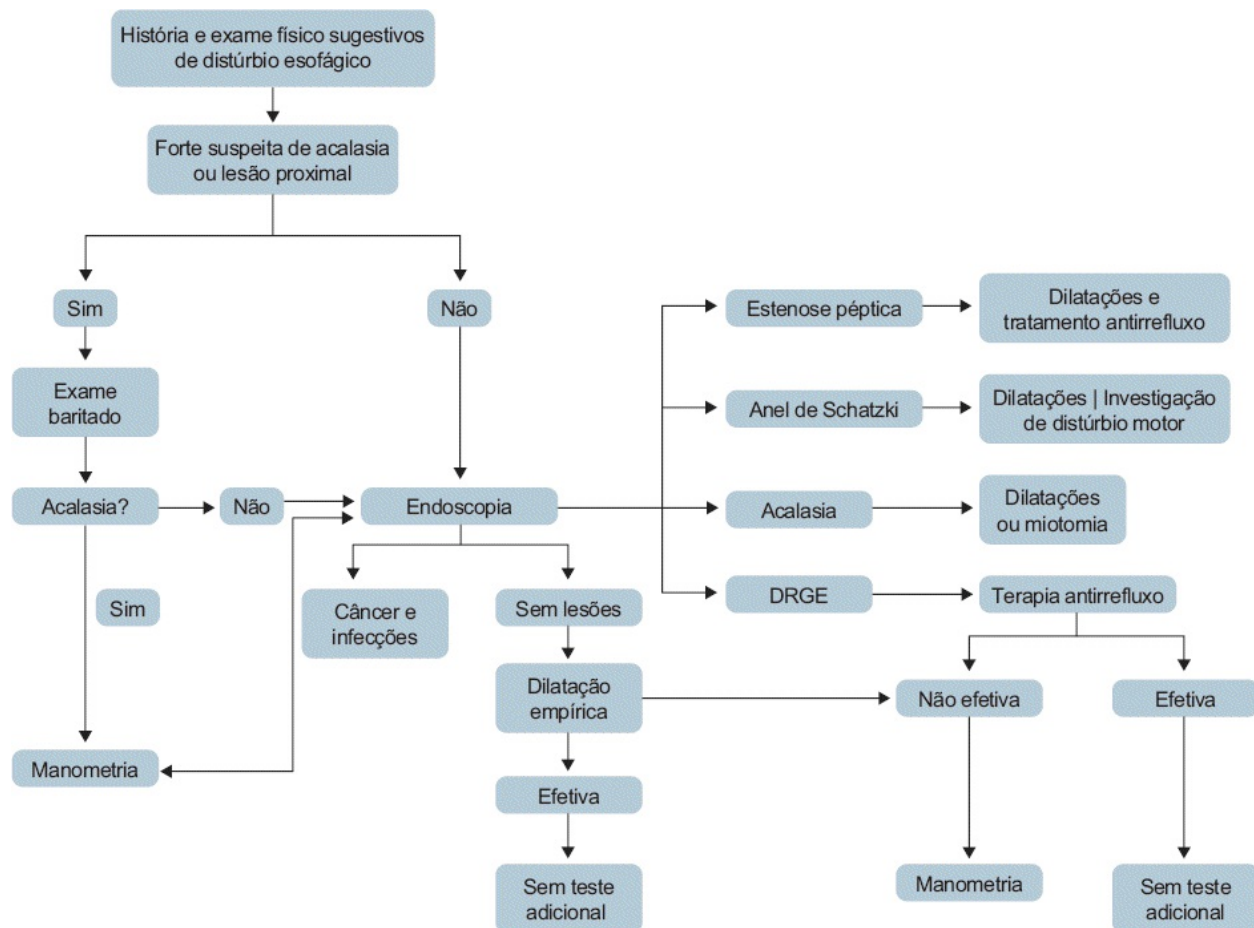 História e exame físico sugestivos
de distúrbio esofágico
Forte suspeita de acalasia
ou lesão proximal
Sim
Não
Exame
baritado
Acalasia?
Não
Sim
Manometria
Endoscopia
Câncer e
infecções
Sem lesões
Dilatação
empírica
Efetiva
Sem teste
adicional
Estenose péptica
Dilatações e
tratamento antirrefluxo
Anel de Schatzki
Dilatações | Investigação
de distúrbio motor
Acalasia
Dilatações
ou miotomia
DRGE
Terapia antirrefluxo
Não efetiva
Efetiva
Manometria
Sem teste
adicional